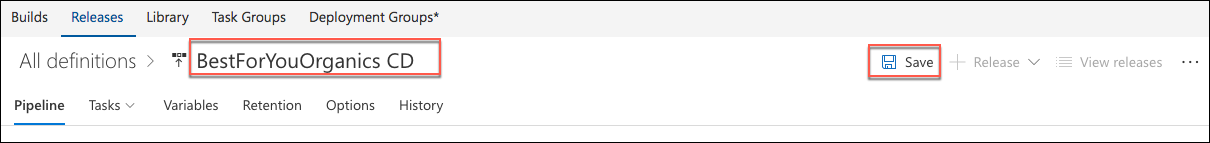 Builds Releases Library Task Groups Deployment Groups*
All definitions > BestForYouOrganics CD Save + Release View releases ...
Pipeline Tasks Variables Retention Options History